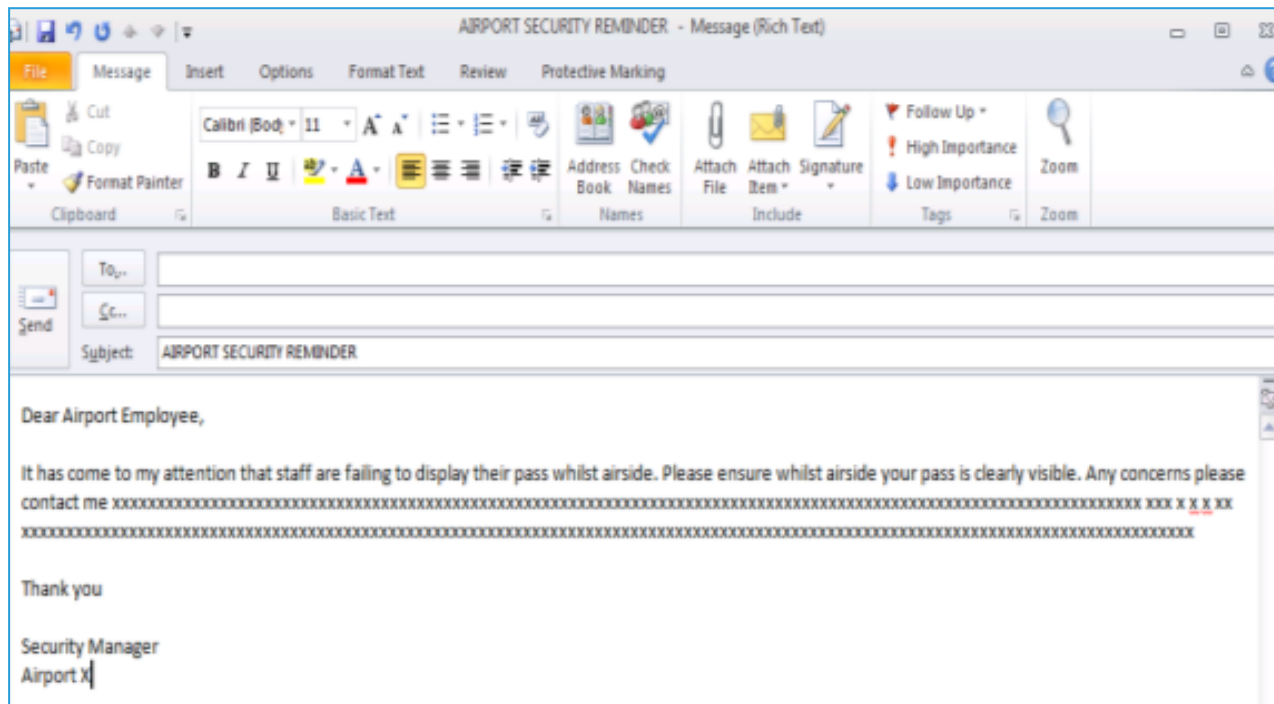 AIRPORT SECURITY REMINDER - Message (Rich Text)
File Message Insert Options Format Text Review Protective Marking
Cut
Calibri (Body 11
Follow Up
Copy
High Importance
Paste
Format Painter
Address Book
Check Names
Attach File
Attach Item
Signature
Low Importance
Zoom
Clipboard Basic Text Names Include Tags Zoom
To...
Cc...
Send
Subject: AIRPORT SECURITY REMINDER
Dear Airport Employee,
It has come to my attention that staff are failing to display their pass whilst airside. Please ensure whilst airside your pass is clearly visible. Any concerns please
contact me
Thank you
Security Manager
Airport X